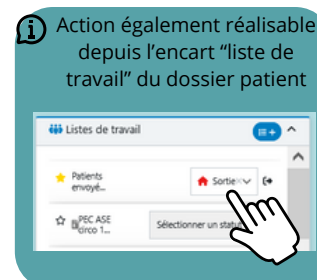 Action également réalisable
depuis l’encart “liste de
travail” du dossier patient
Listes de travail
Patients
envoyé...
Sortie
PEC ASE
circo 1...
Sélectionner un statut